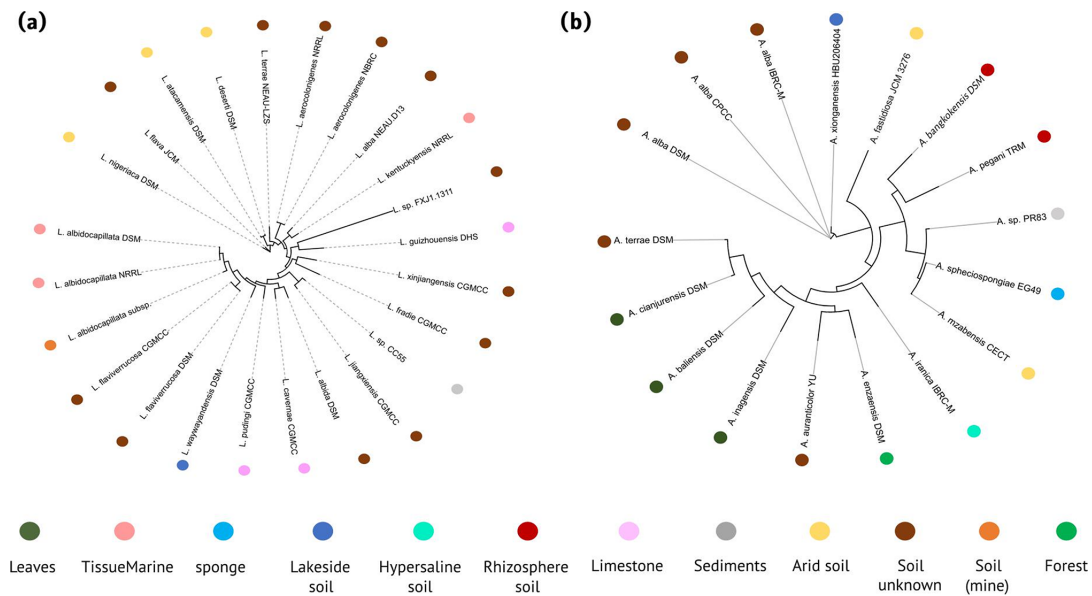 (a)
(b)
L. nigeriaca DSM
L. flava JCM
L. atacamensis DSM
L. deserti DSM
L. terrae NEAU-LZS
L. aerocolonigenes NRRL
L. aerocolonigenes NBRC
L. alba NEAU.D13
L. kentuckyensis NRRL
L. sp. FXJ1.1311
L. guizhouensis DHS
L. xinjiangensis CGMCC
L. fradie CGMCC
L. sp. CC55
L. jiangxiensis CGMCC
L. albida DSM
L. cavernae CGMCC
L. pudingi CGMCC
L. waywayandensis DSM
L. flaviverrucosa DSM
L. flaviverrucosa CGMCC
L. albidocapillata subsp.
L. albidocapillata NRRL
L. albidocapillata DSM
A. alba DSM
A. alba CPCC
A. alba IBRC-M
A. xionganensis HBU206404
A. fastidiosa JCM 3276
A. bangkokensis DSM
A. pegani TRM
A. sp. PR83
A. spheciospongiae EG49
A. mzabensis CECT
A. iranica IBRC-M
A. enzaensis DSM
A. auranticolor YU
A. inagensis DSM
A. baliensis DSM
A. cianjurensis DSM
A. terrae DSM
Leaves
TissueMarine
sponge
Lakeside
soil
Hypersaline
soil
Rhizosphere
soil
Limestone
Sediments
Arid soil
Soil
unknown
Soil
(mine)
Forest